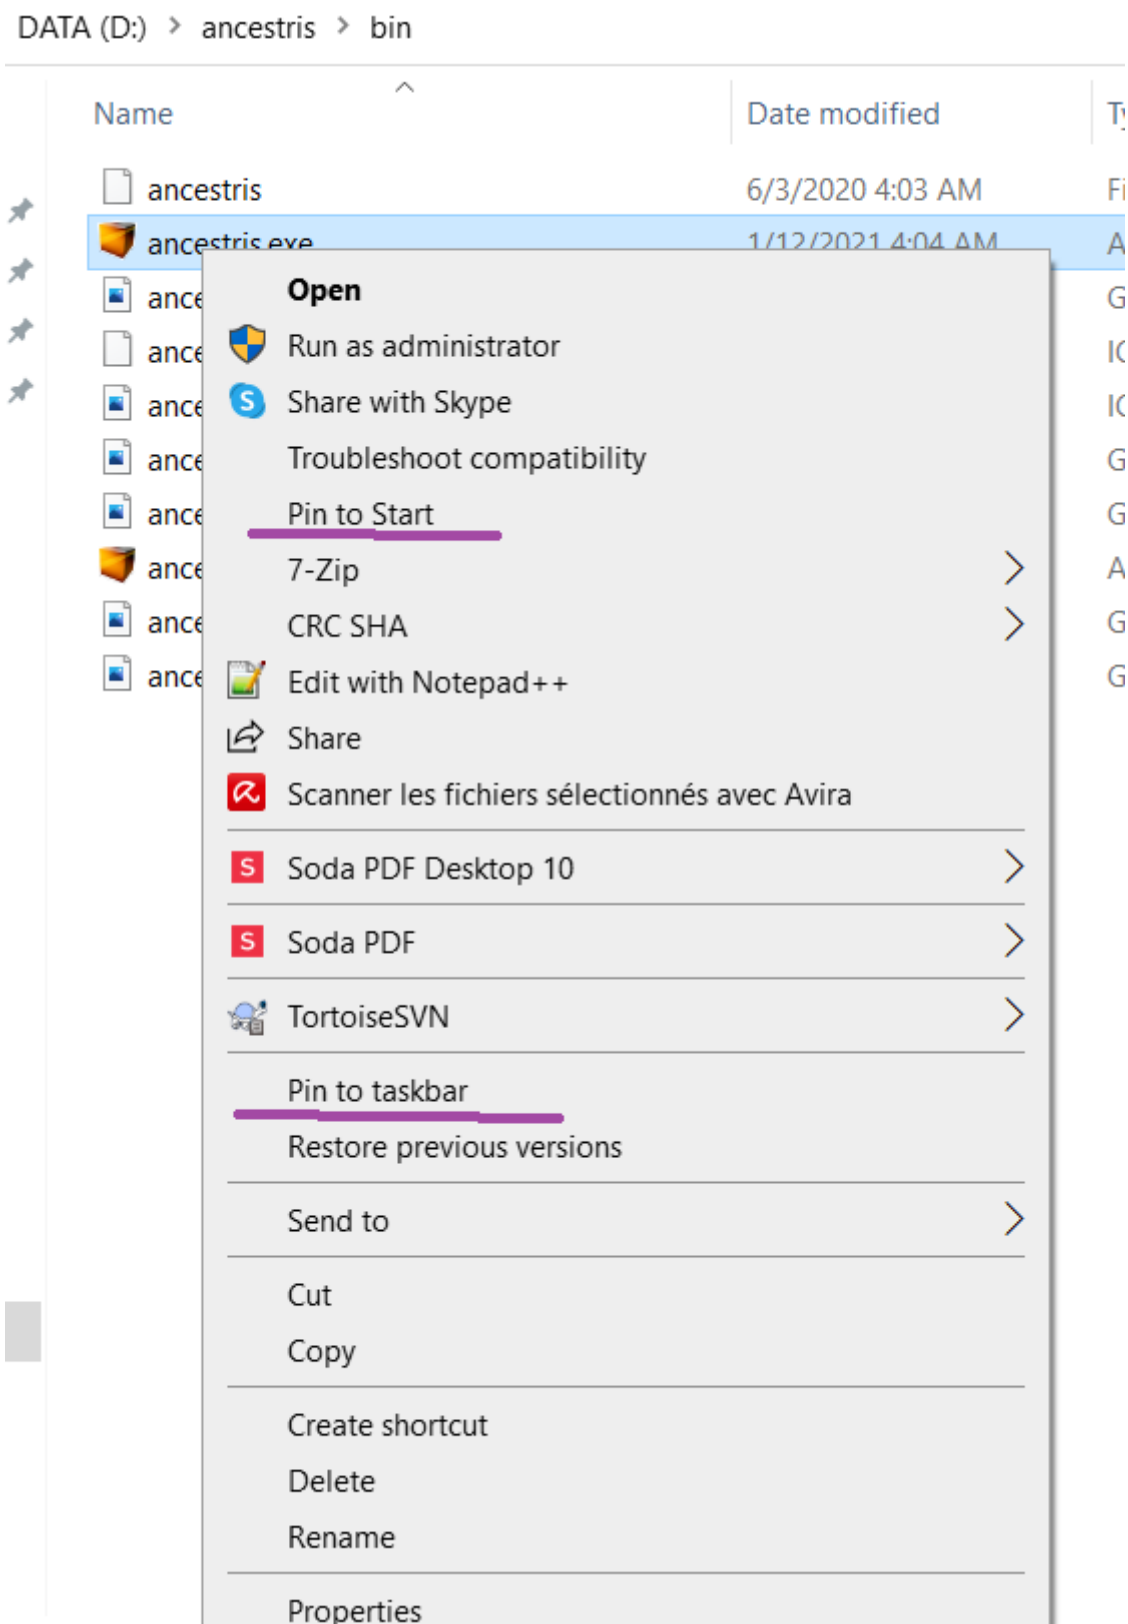 DATA (D:) > ancestris > bin
Name Date modified
ancestris 6/3/2020 4:03 AM
ancestris.exe 1/12/2021 4:04 AM
Open
Run as administrator
Share with Skype
Troubleshoot compatibility
Pin to Start
7-Zip
CRC SHA
Edit with Notepad++
Share
Scanner les fichiers sélectionnés avec Avira
Soda PDF Desktop 10
Soda PDF
TortoiseSVN
Pin to taskbar
Restore previous versions
Send to
Cut
Copy
Create shortcut
Delete
Rename
Properties